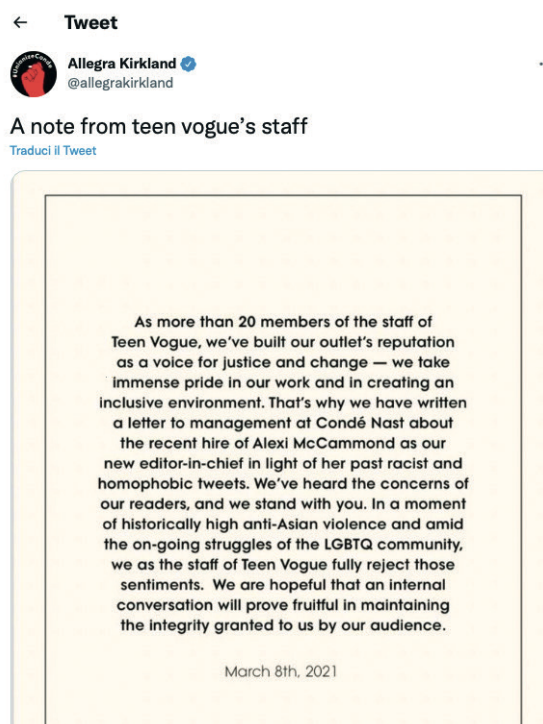 Tweet
#UnionizeConde
Allegra Kirkland
@allegrakirkland
A note from teen vogue's staff
Traduci il Tweet
As more than 20 members of the staff of
Teen Vogue, we've built our outlet's reputation
as a voice for justice and change — we take
immense pride in our work and in creating an
inclusive environment. That's why we have written
a letter to management at Condé Nast about
the recent hire of Alexi McCammond as our
new editor-in-chief in light of her past racist and
homophobic tweets. We've heard the concerns of
our readers, and we stand with you. In a moment
of historically high anti-Asian violence and amid
the on-going struggles of the LGBTQ community,
we as the staff of Teen Vogue fully reject those
sentiments.  We are hopeful that an internal
conversation will prove fruitful in maintaining
the integrity granted to us by our audience.
March 8th, 2021